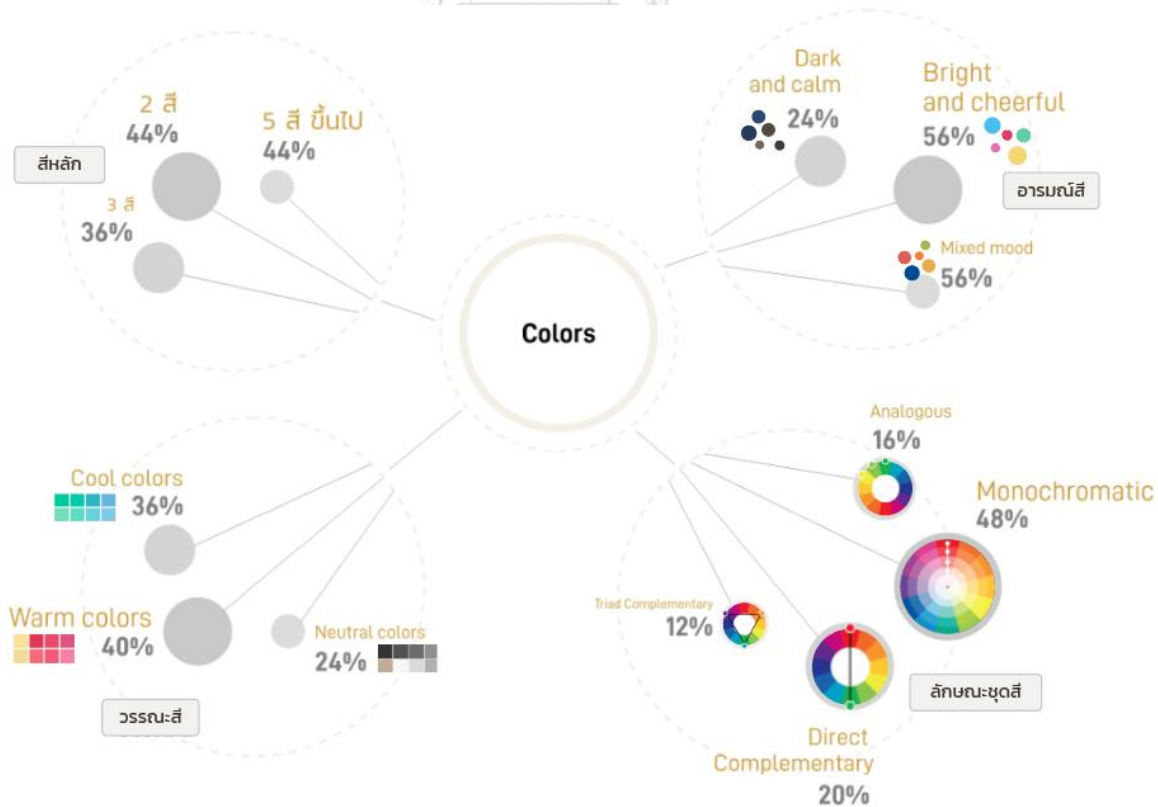 2 สี
44%
5 สี ขึ้นไป
44%
สีหลัก
3 สี
36%
Dark
and calm
24%
Bright
and cheerful
56%
อารมณ์สี
Mixed mood
56%
Colors
Cool colors
36%
Warm colors
40%
Neutral colors
24%
วรรณะสี
Analogous
16%
Monochromatic
48%
Triad Complementary
12%
ลักษณะชุดสี
Direct
Complementary
20%